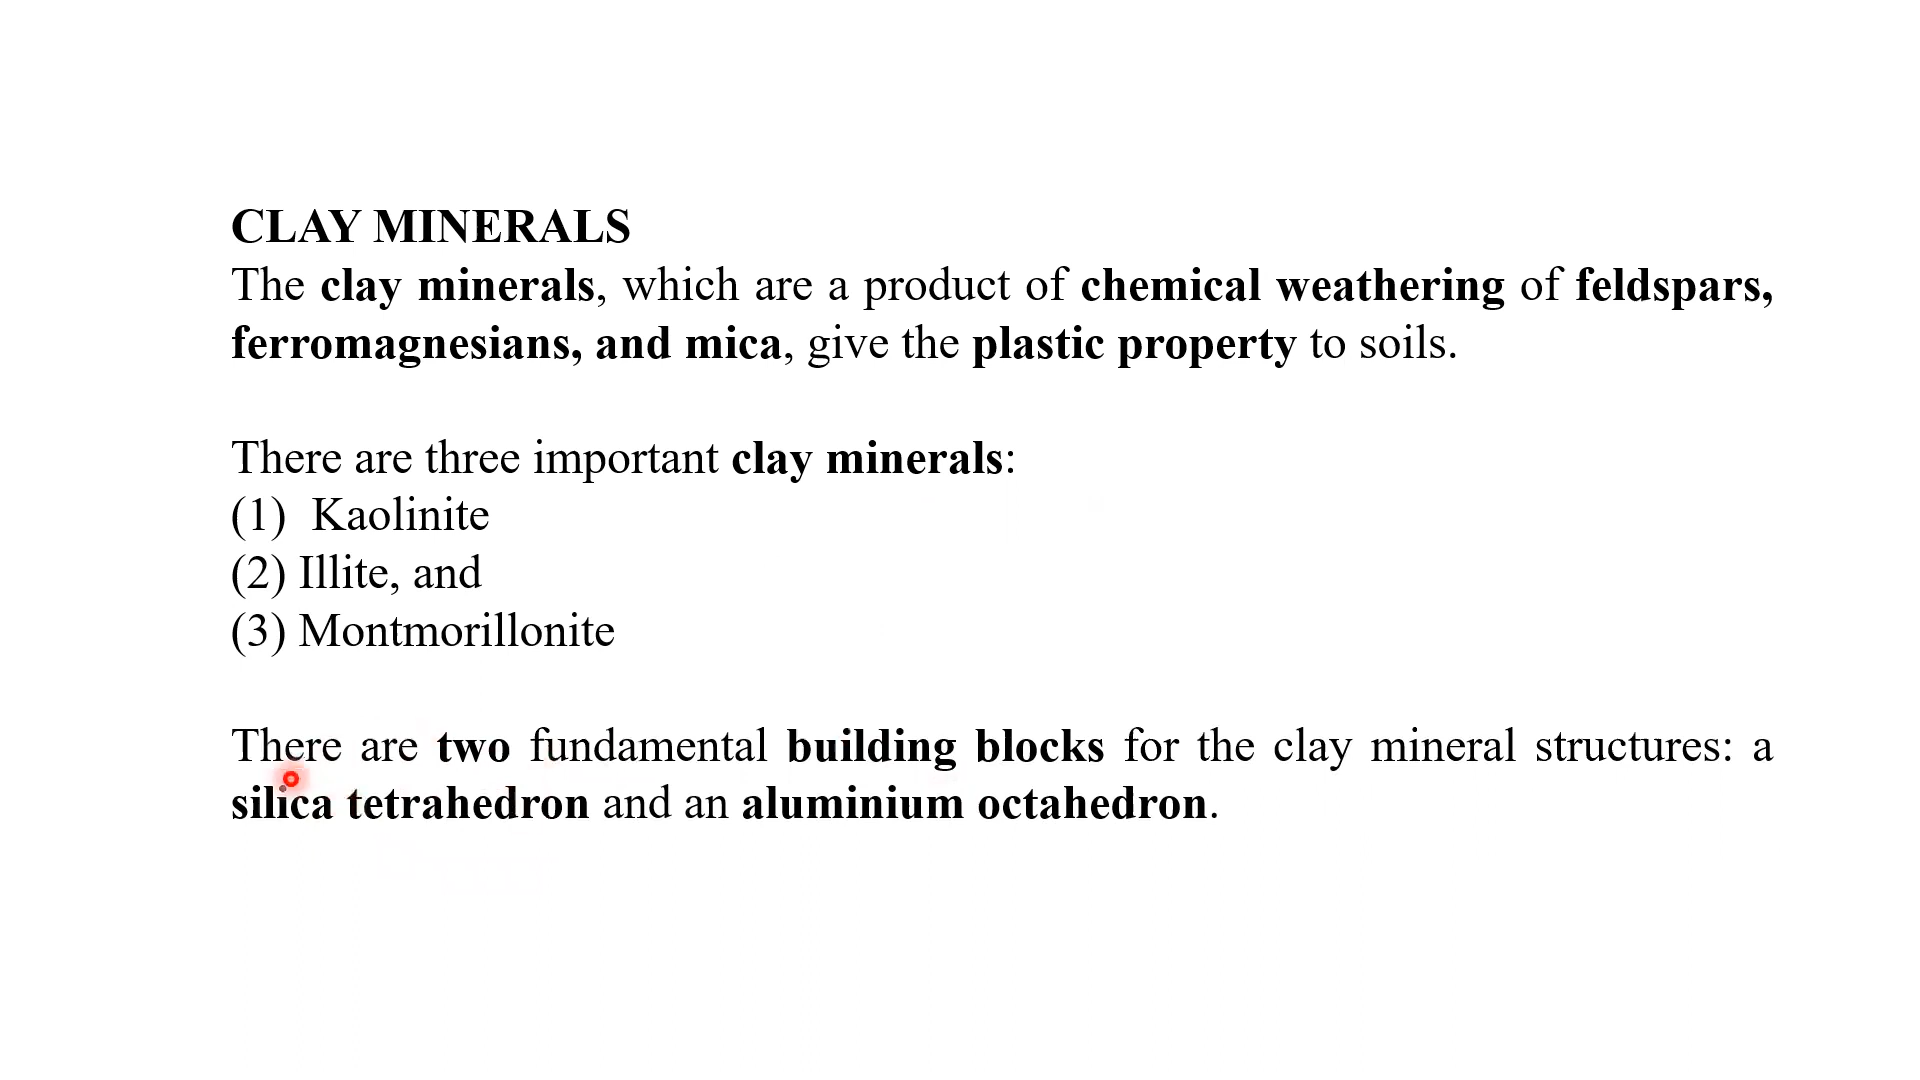 CLAY MINERALS
The clay minerals, which are a product of chemical weathering of feldspars,
ferromagnesians, and mica, give the plastic property to soils.
There are three important clay minerals:
(1) Kaolinite
(2) Illite, and
(3) Montmorillonite
There are two fundamental building blocks for the clay mineral structures: a
silica tetrahedron and an aluminium octahedron.